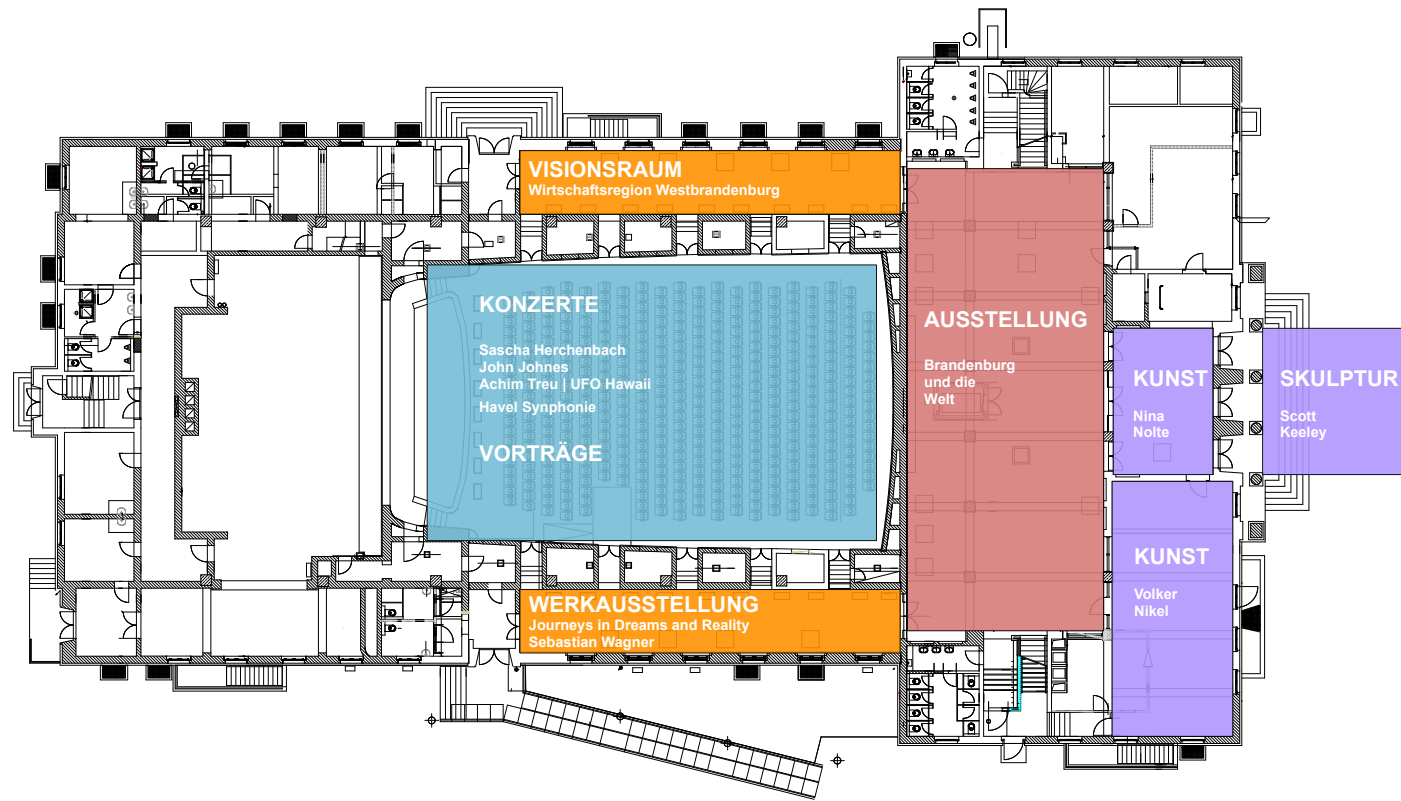 VISIONSRAUM
Wirtschaftsregion Westbrandenburg
KONZERTE
Sascha Herchenbach
John Johnes
Achim Treu | UFO Hawaii
Havel Synphonie
VORTRÄGE
WERKAUSSTELLUNG
Journeys in Dreams and Reality
Sebastian Wagner
AUSSTELLUNG
Brandenburg
und die
Welt
KUNST
Nina
Nolte
SKULPTUR
Scott
Keeley
KUNST
Volker
Nikel